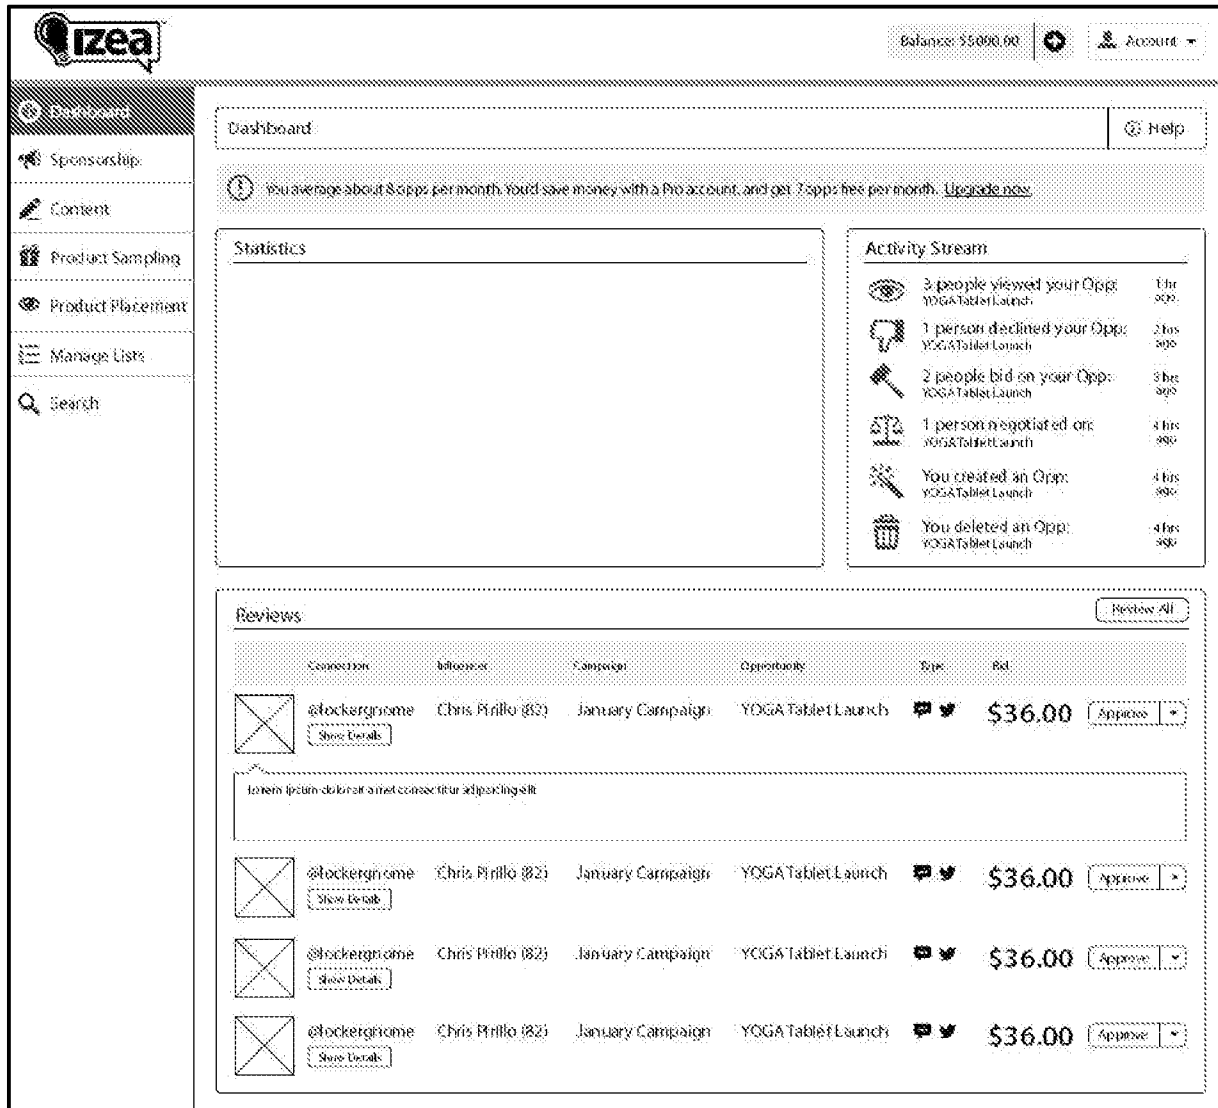 izea
Balance: $5000.00
Account
Dashboard
Sponsorship
Content
Product Sampling
Product Placement
Manage Lists
Search
Dashboard
Help
You average about 8 opps per month. You'd save money with a Pro account, and get 7 opps free per month. Upgrade now.
Statistics
Activity Stream
3 people viewed your Opp: 1 hr
YOGA Tablet Launch ago
1 person declined your Opp: 2 hrs
YOGA Tablet Launch ago
2 people bid on your Opp: 3 hrs
YOGA Tablet Launch ago
1 person negotiated on: 4 hrs
YOGA Tablet Launch ago
You created an Opp: 4 hrs
YOGA Tablet Launch ago
You deleted an Opp: 4 hrs
YOGA Tablet Launch ago
Reviews Review All
Connection Influencer Campaign Opportunity Type Bid
@lockergnome Chris Pirillo (82) January Campaign YOGA Tablet Launch $36.00 Approve
Show Details
Lorem ipsum dolor sit amet consectitur adipiscing elit
@lockergnome Chris Pirillo (82) January Campaign YOGA Tablet Launch $36.00 Approve
Show Details
@lockergnome Chris Pirillo (82) January Campaign YOGA Tablet Launch $36.00 Approve
Show Details
@lockergnome Chris Pirillo (82) January Campaign YOGA Tablet Launch $36.00 Approve
Show Details